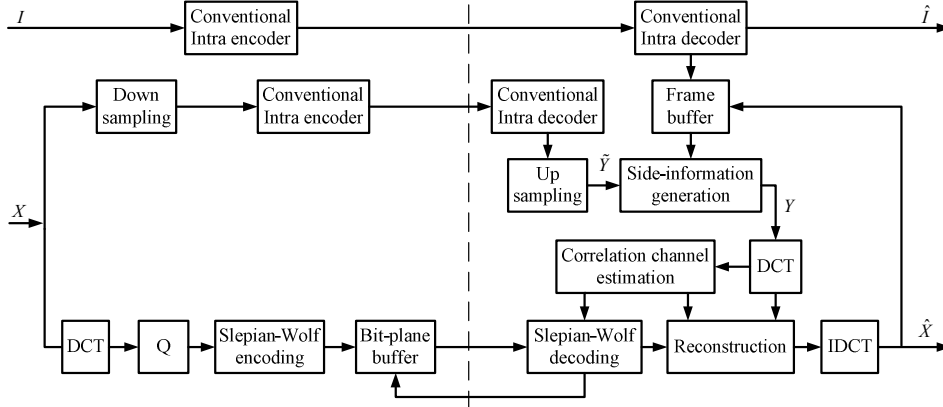 I
Conventional
Intra encoder
Conventional
Intra decoder
Î
Down
sampling
Conventional
Intra encoder
Conventional
Intra decoder
Frame
buffer
Up
sampling
Ỹ
Side-information
generation
X
Y
Correlation channel
estimation
DCT
DCT
Q
Slepian-Wolf
encoding
Bit-plane
buffer
Slepian-Wolf
decoding
Reconstruction
IDCT
X̂